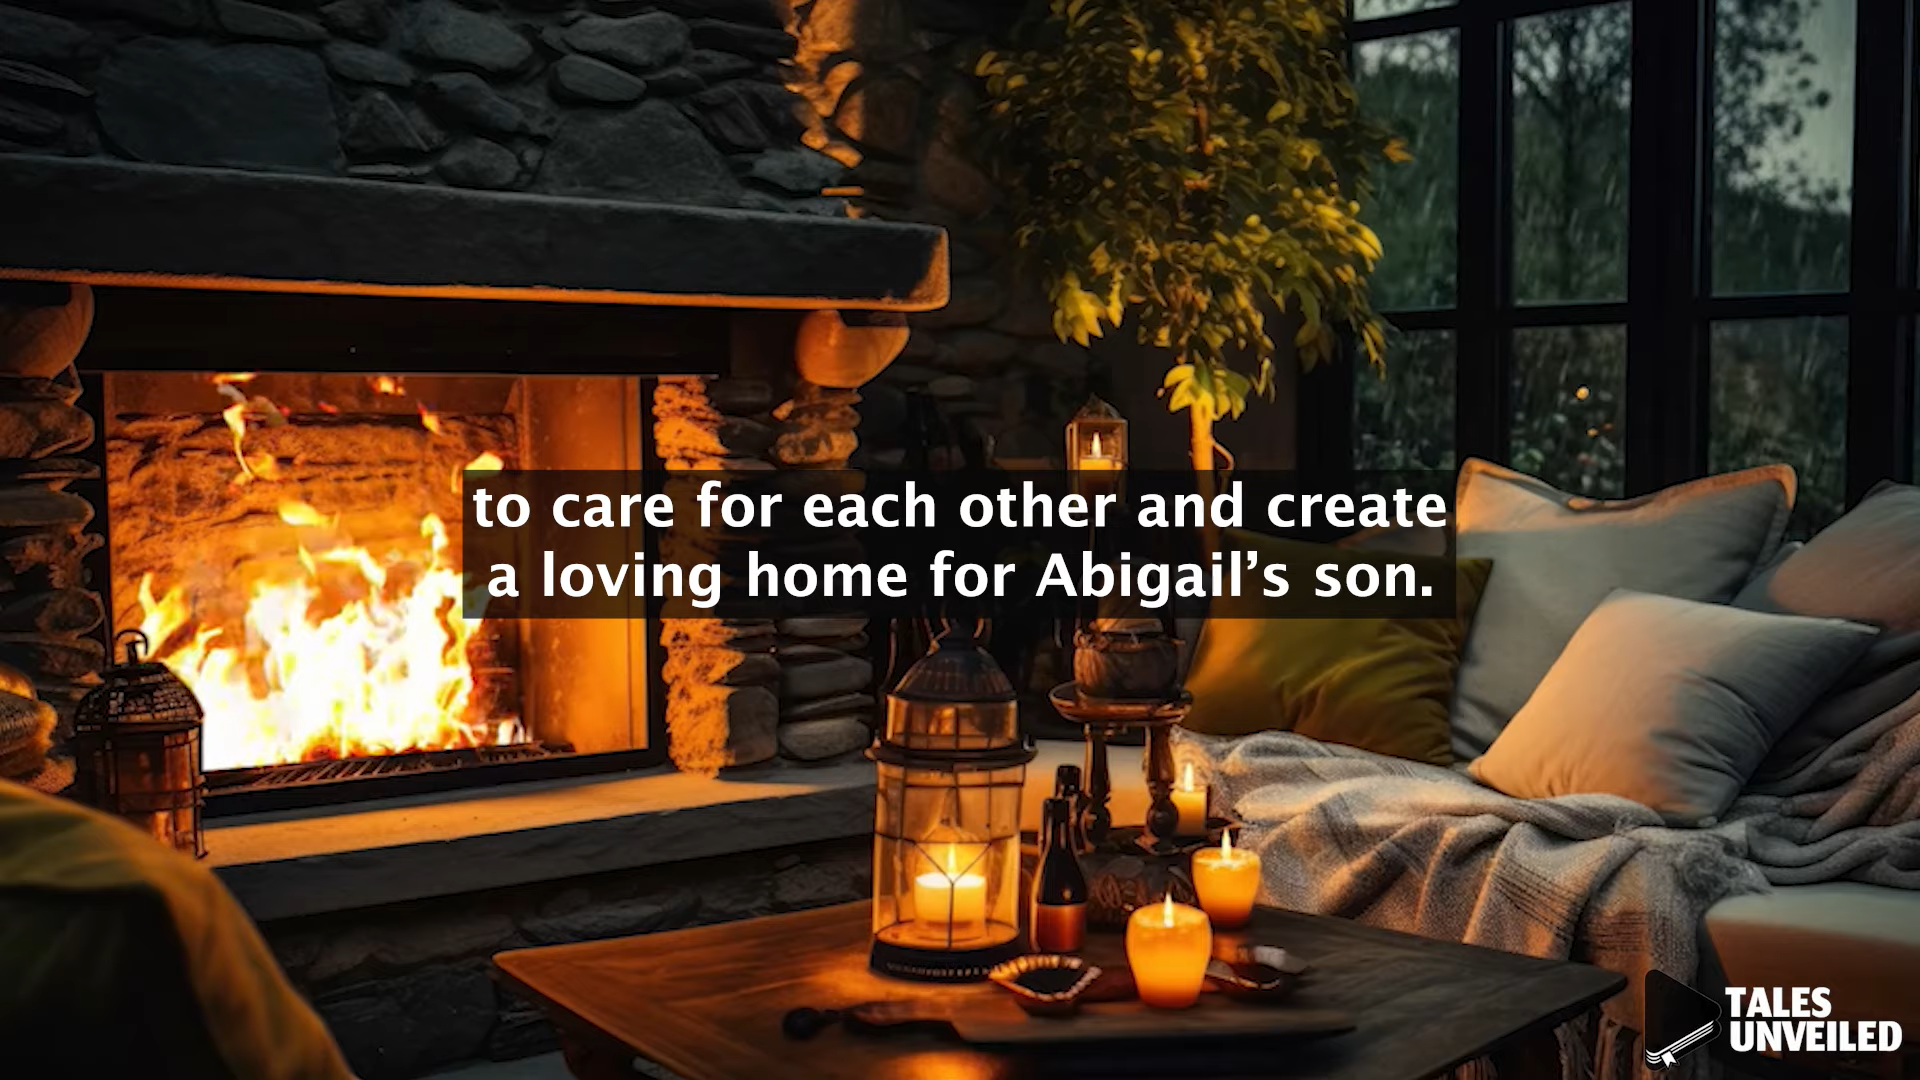 to care for each other and create
a loving home for Abigail’s son.
TALES
UNVEILED